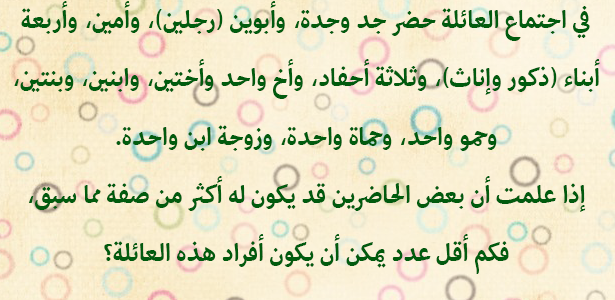 في اجتماع العائلة حضر جد وجدة، وأبوين (رجلين)، وأمين، وأربعة
أبناء (ذكور وإناث)، وثلاثة أحفاد، وأخ واحد وأختين، وابنين، وبنتين،
وحمو واحد، وحماة واحدة، وزوجة ابن واحدة.
إذا علمت أن بعض الحاضرين قد يكون له أكثر من صفة مما سبق،
فكم أقل عدد يمكن أن يكون أفراد هذه العائلة؟